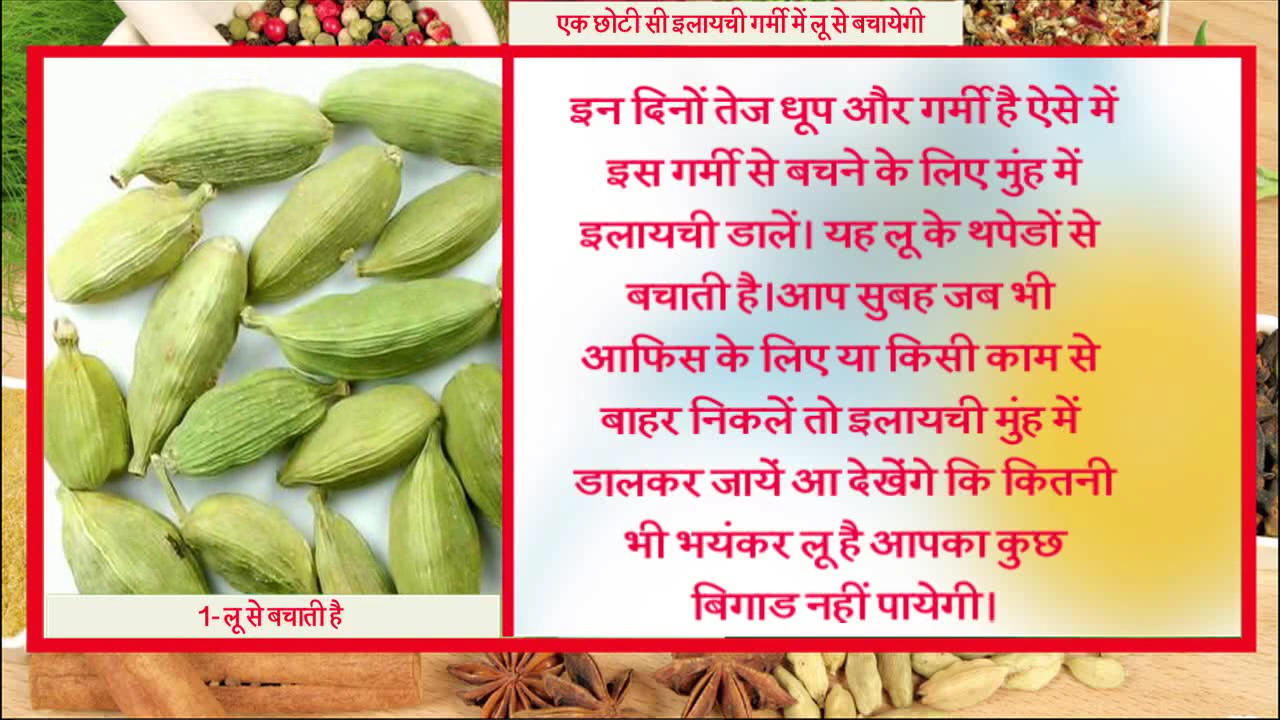 एक छोटी सी इलायची गर्मी में लू से बचायेगी
इन दिनों तेज धूप और गर्मी है ऐसे में
इस गर्मी से बचने के लिए मुंह में
इलायची डालें। यह लू के थपेडों से
बचाती है।आप सुबह जब भी
आफिस के लिए या किसी काम से
बाहर निकलें तो इलायची मुंह में
डालकर जायें आ देखेंगे कि कितनी
भी भयंकर लू है आपका कुछ
बिगाड नहीं पायेगी।
1- लू से बचाती है